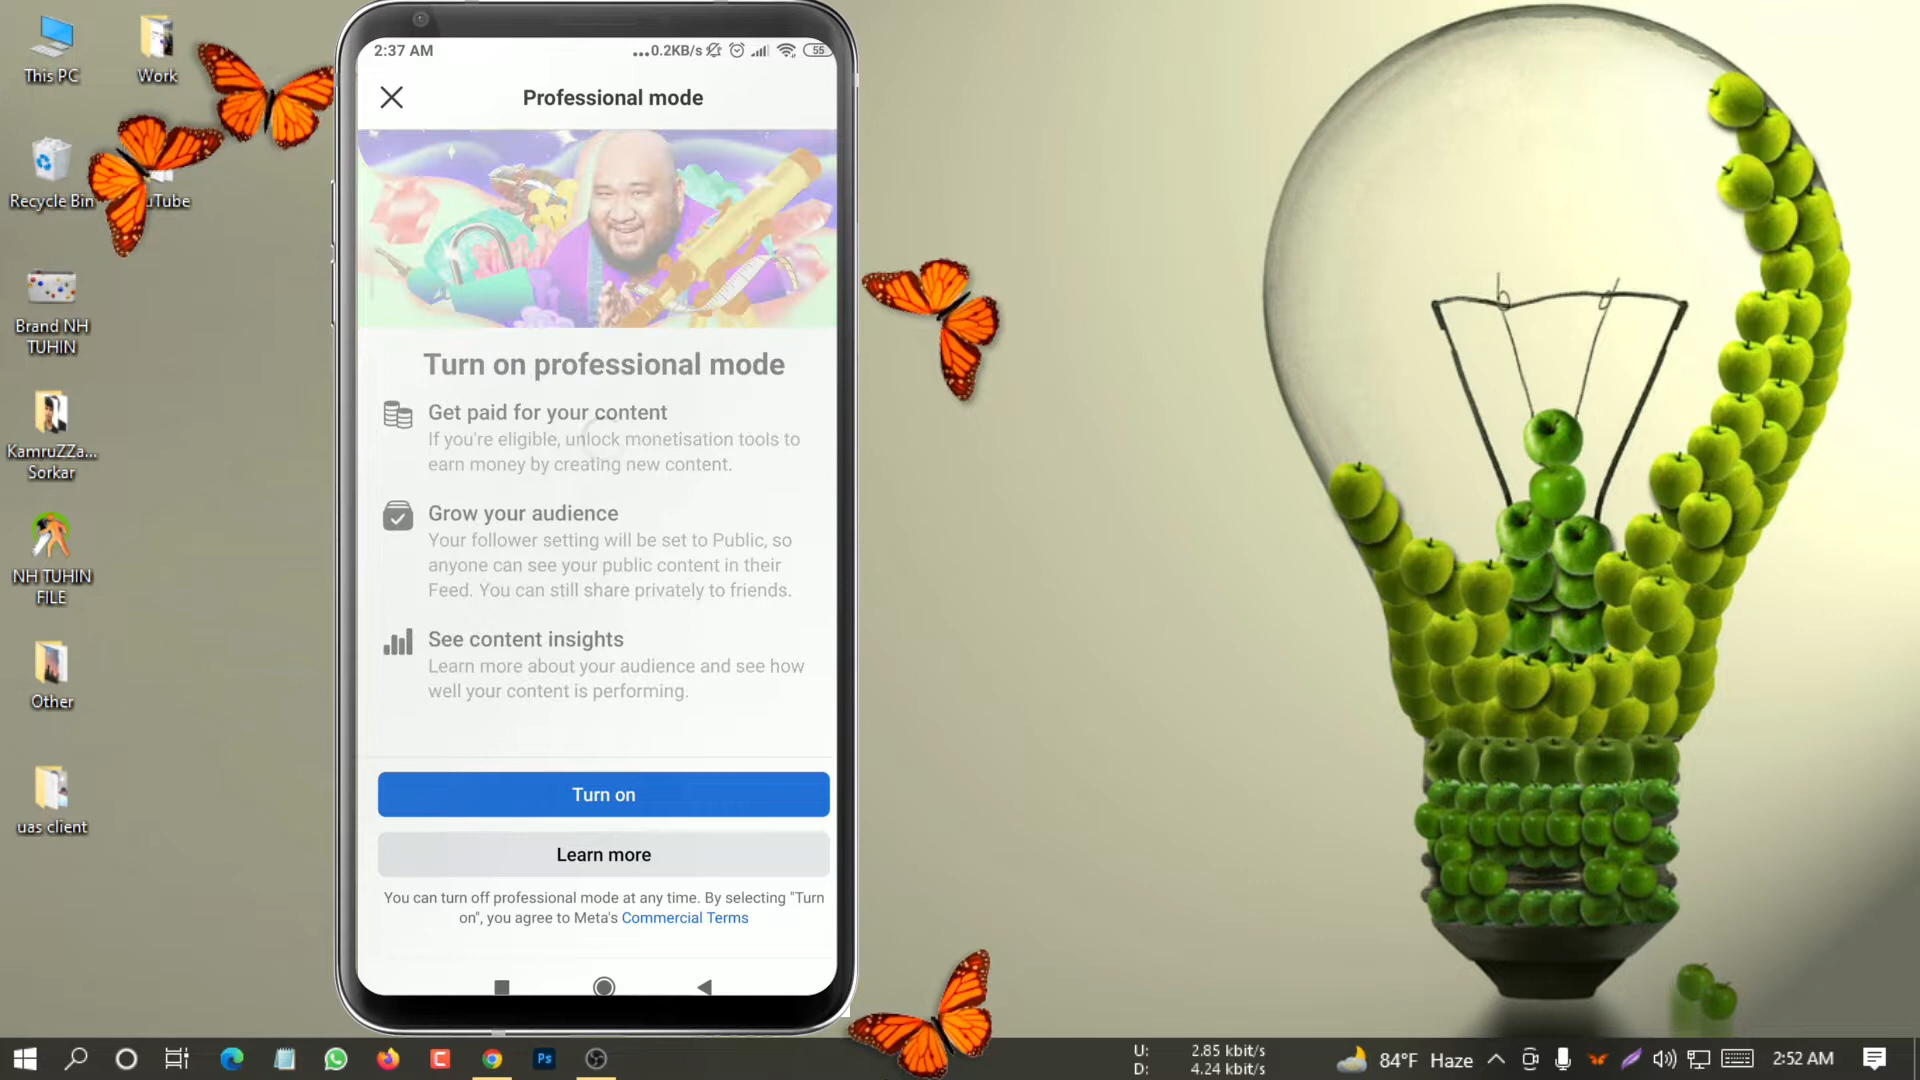 This PC
Work
Recycle Bin
uTube
Brand NH
TUHIN
KamruZZa...
Sorkar
NH TUHIN
FILE
Other
uas client
2:37 AM
...0.2KB/s
55
Professional mode
Turn on professional mode
Get paid for your content
If you're eligible, unlock monetisation tools to
earn money by creating new content.
Grow your audience
Your follower setting will be set to Public, so
anyone can see your public content in their
Feed. You can still share privately to friends.
See content insights
Learn more about your audience and see how
well your content is performing.
Turn on
Learn more
You can turn off professional mode at any time. By selecting "Turn
on", you agree to Meta's Commercial Terms
Ps
U: 2.85 kbit/s
D: 4.24 kbit/s
84°F Haze
2:52 AM